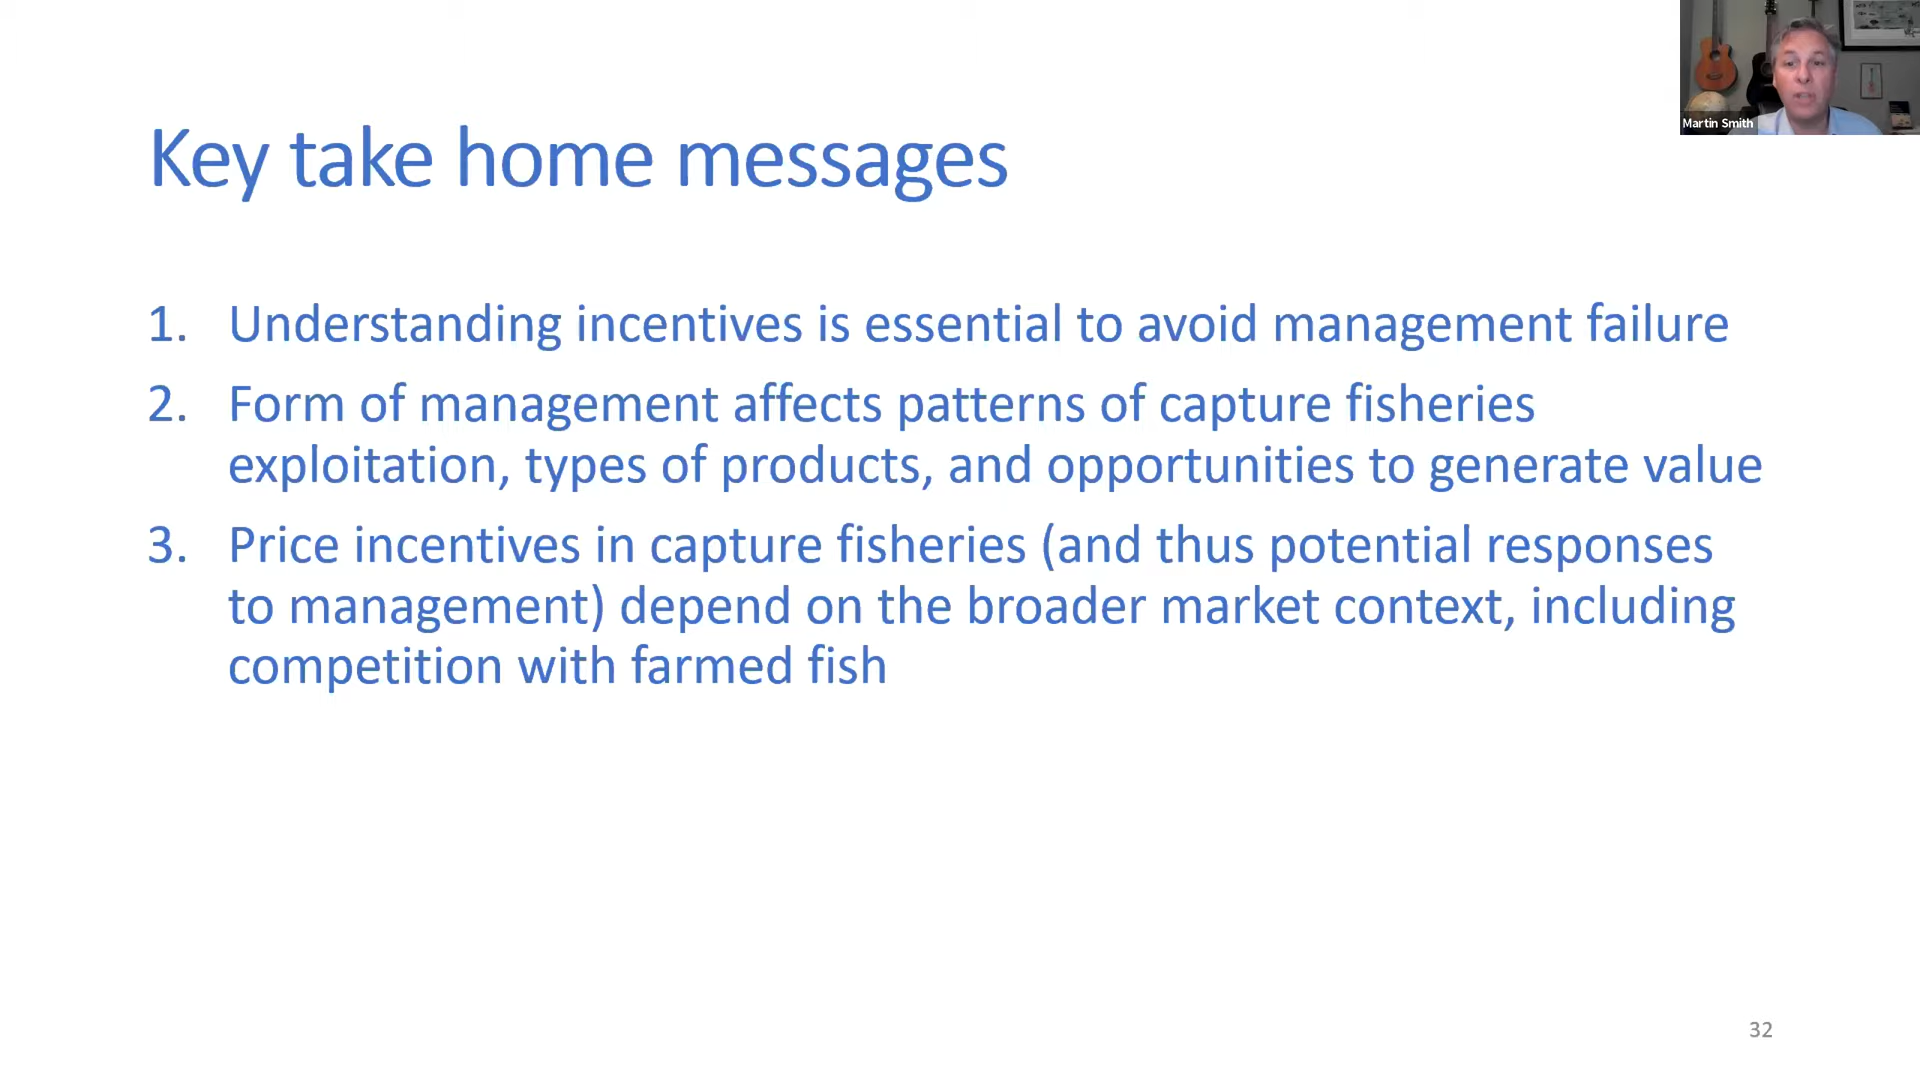 Martin Smith
Key take home messages
1. Understanding incentives is essential to avoid management failure
2. Form of management affects patterns of capture fisheries
exploitation, types of products, and opportunities to generate value
3. Price incentives in capture fisheries (and thus potential responses
to management) depend on the broader market context, including
competition with farmed fish
32